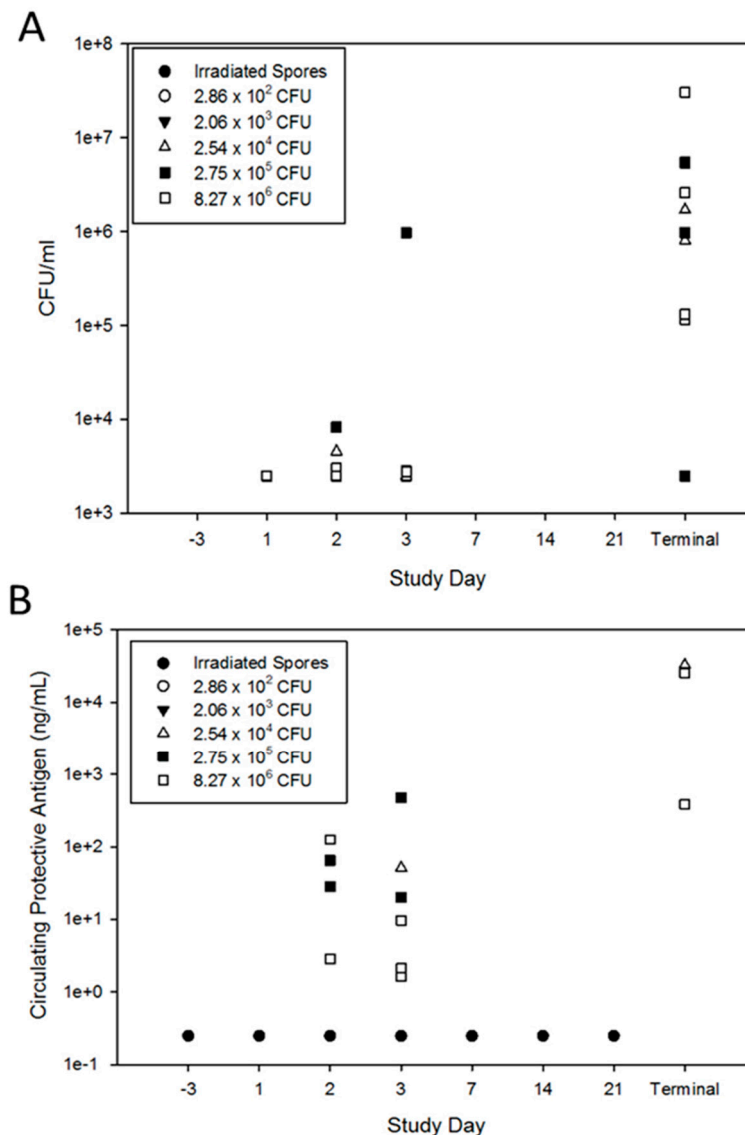 A
1e+8
1e+7
1e+6
1e+5
1e+4
1e+3
CFU/ml
Irradiated Spores
2.86 x 10² CFU
2.06 x 10³ CFU
2.54 x 10⁴ CFU
2.75 x 10⁵ CFU
8.27 x 10⁶ CFU
-3 1 2 3 7 14 21 Terminal
Study Day
B
1e+5
1e+4
1e+3
1e+2
1e+1
1e+0
1e-1
Circulating Protective Antigen (ng/mL)
Irradiated Spores
2.86 x 10² CFU
2.06 x 10³ CFU
2.54 x 10⁴ CFU
2.75 x 10⁵ CFU
8.27 x 10⁶ CFU
-3 1 2 3 7 14 21 Terminal
Study Day